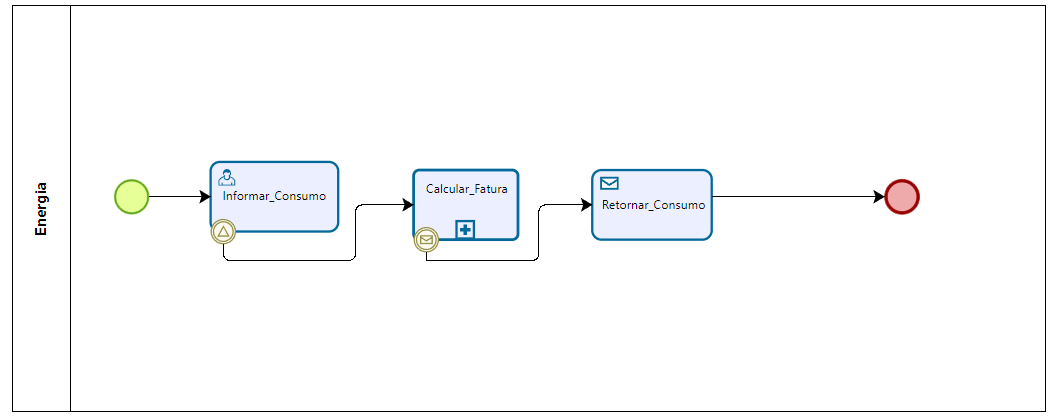 Energia
Informar_Consumo
Calcular_Fatura
Retornar_Consumo